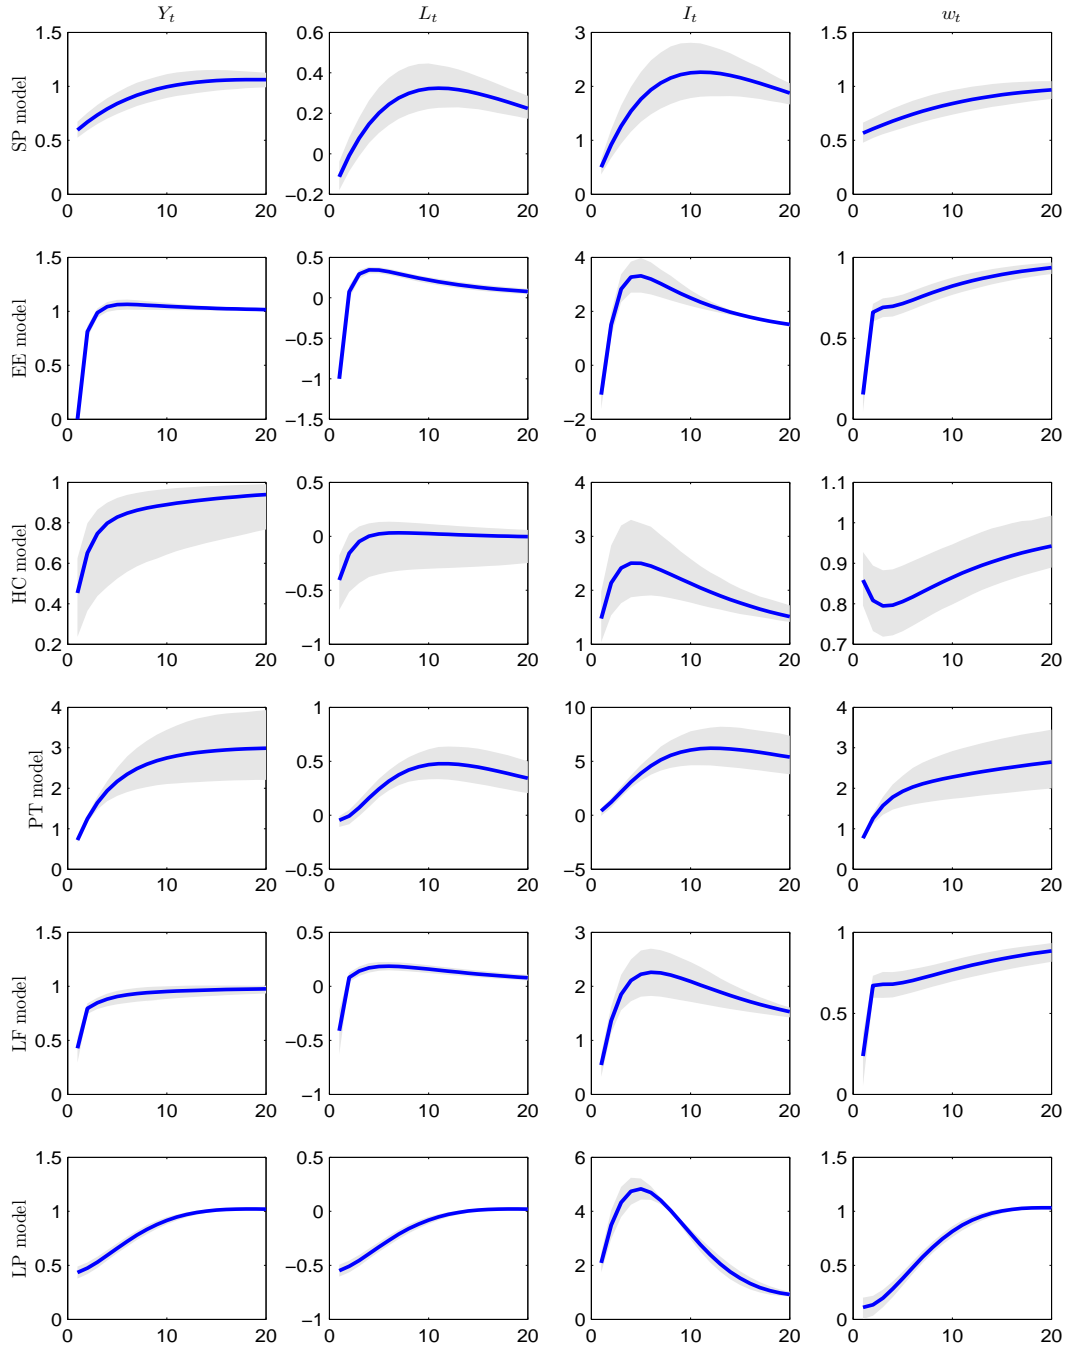 Y_t L_t I_t w_t
SP model
0 0.5 1 1.5
0 10 20
−0.2 0 0.2 0.4 0.6
0 10 20
0 1 2 3
0 10 20
0 0.5 1 1.5
0 10 20
EE model
0 0.5 1 1.5
0 10 20
−1.5 −1 −0.5 0 0.5
0 10 20
−2 0 2 4
0 10 20
0 0.5 1
0 10 20
HC model
0.2 0.4 0.6 0.8 1
0 10 20
−1 −0.5 0 0.5
0 10 20
1 2 3 4
0 10 20
0.7 0.8 0.9 1 1.1
0 10 20
PT model
0 1 2 3 4
0 10 20
−0.5 0 0.5 1
0 10 20
−5 0 5 10
0 10 20
0 1 2 3 4
0 10 20
LF model
0 0.5 1 1.5
0 10 20
−1 −0.5 0 0.5
0 10 20
0 1 2 3
0 10 20
0 0.5 1
0 10 20
LP model
0 0.5 1 1.5
0 10 20
−1 −0.5 0 0.5
0 10 20
0 2 4 6
0 10 20
0 0.5 1 1.5
0 10 20